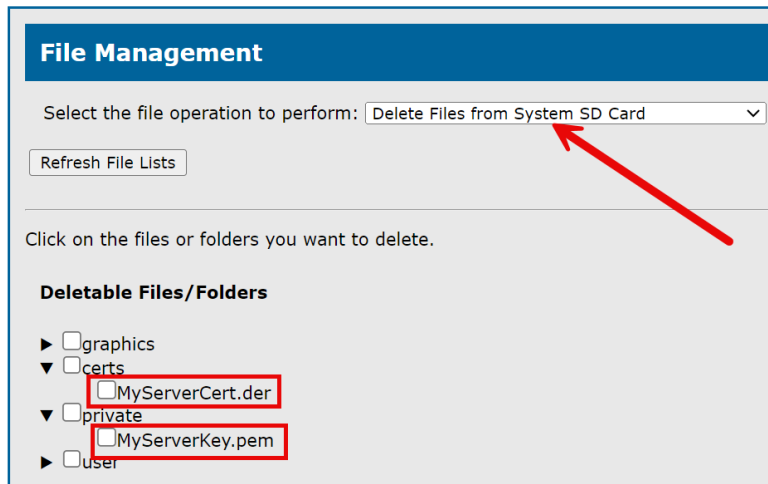 File Management
Select the file operation to perform: Delete Files from System SD Card
Refresh File Lists
Click on the files or folders you want to delete.
Deletable Files/Folders
graphics
certs
MyServerCert.der
private
MyServerKey.pem
user